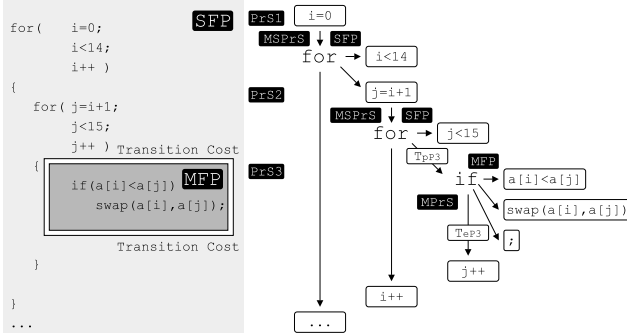 SFP
for( i=0;
i<14;
i++ )
{
for( j=i+1;
j<15;
j++ )
Transition Cost
{
MFP
if(a[i]<a[j])
swap(a[i],a[j]);
Transition Cost
}
}
...
PrS1
i=0
MSPrS
SFP
for
i<14
PrS2
j=i+1
MSPrS
SFP
for
j<15
TpP3
MFP
PrS3
if
a[i]<a[j]
MPrS
swap(a[i],a[j])
TeP3
;
j++
i++
...